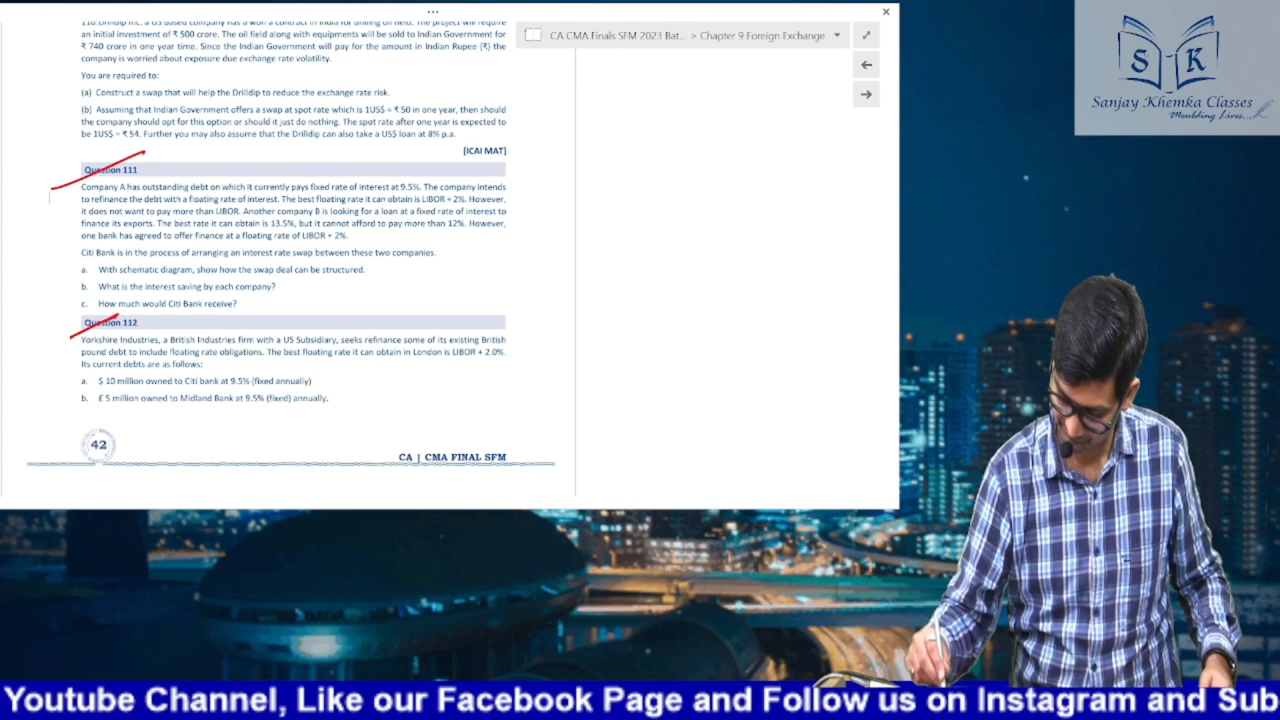 110 Drilldip Inc. a US based company has a won a contract in India for drilling oil field. The project will require
an initial investment of ₹ 500 crore. The oil field along with equipments will be sold to Indian Government for
₹ 740 crore in one year time. Since the Indian Government will pay for the amount in Indian Rupee (₹) the
company is worried about exposure due exchange rate volatility.
You are required to:
(a) Construct a swap that will help the Drilldip to reduce the exchange rate risk.
(b) Assuming that Indian Government offers a swap at spot rate which is 1US$ = ₹ 50 in one year, then should
the company should opt for this option or should it just do nothing. The spot rate after one year is expected to
be 1US$ = ₹ 54. Further you may also assume that the Drilldip can also take a US$ loan at 8% p.a.
[ICAI MAT]
Question 111
Company A has outstanding debt on which it currently pays fixed rate of interest at 9.5%. The company intends
to refinance the debt with a floating rate of interest. The best floating rate it can obtain is LIBOR + 2%. However,
it does not want to pay more than LIBOR. Another company B is looking for a loan at a fixed rate of interest to
finance its exports. The best rate it can obtain is 13.5%, but it cannot afford to pay more than 12%. However,
one bank has agreed to offer finance at a floating rate of LIBOR + 2%.
Citi Bank is in the process of arranging an interest rate swap between these two companies.
a. With schematic diagram, show how the swap deal can be structured.
b. What is the interest saving by each company?
c. How much would Citi Bank receive?
Question 112
Yorkshire Industries, a British Industries firm with a US Subsidiary, seeks refinance some of its existing British
pound debt to include floating rate obligations. The best floating rate it can obtain in London is LIBOR + 2.0%.
Its current debts are as follows:
a. $ 10 million owned to Citi bank at 9.5% (fixed annually)
b. £ 5 million owned to Midland Bank at 9.5% (fixed) annually.
42
CA | CMA FINAL SFM
CA CMA Finals SFM 2023 Bat... > Chapter 9 Foreign Exchange
S K
Sanjay Khemka Classes
Moulding Lives...
Youtube Channel, Like our Facebook Page and Follow us on Instagram and Sub